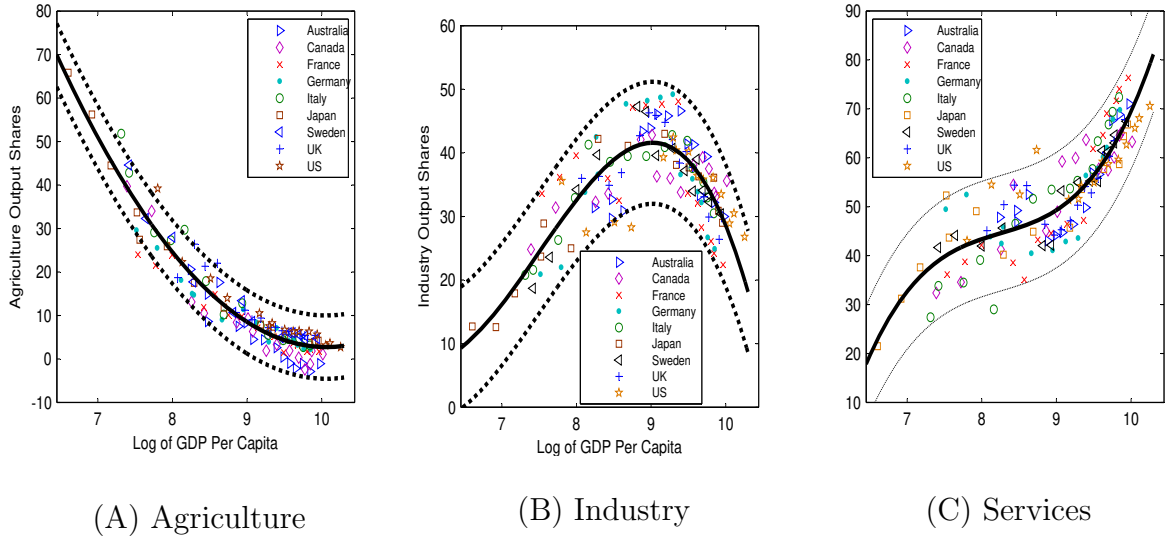 Agriculture Output Shares
80
70
60
50
40
30
20
10
0
-10
7
8
9
10
Log of GDP Per Capita
Australia
Canada
France
Germany
Italy
Japan
Sweden
UK
US
(A) Agriculture
Industry Output Shares
60
50
40
30
20
10
0
7
8
9
10
Log of GDP Per Capita
Australia
Canada
France
Germany
Italy
Japan
Sweden
UK
US
(B) Industry
90
80
70
60
50
40
30
20
10
7
8
9
10
Australia
Canada
France
Germany
Italy
Japan
Sweden
UK
US
(C) Services